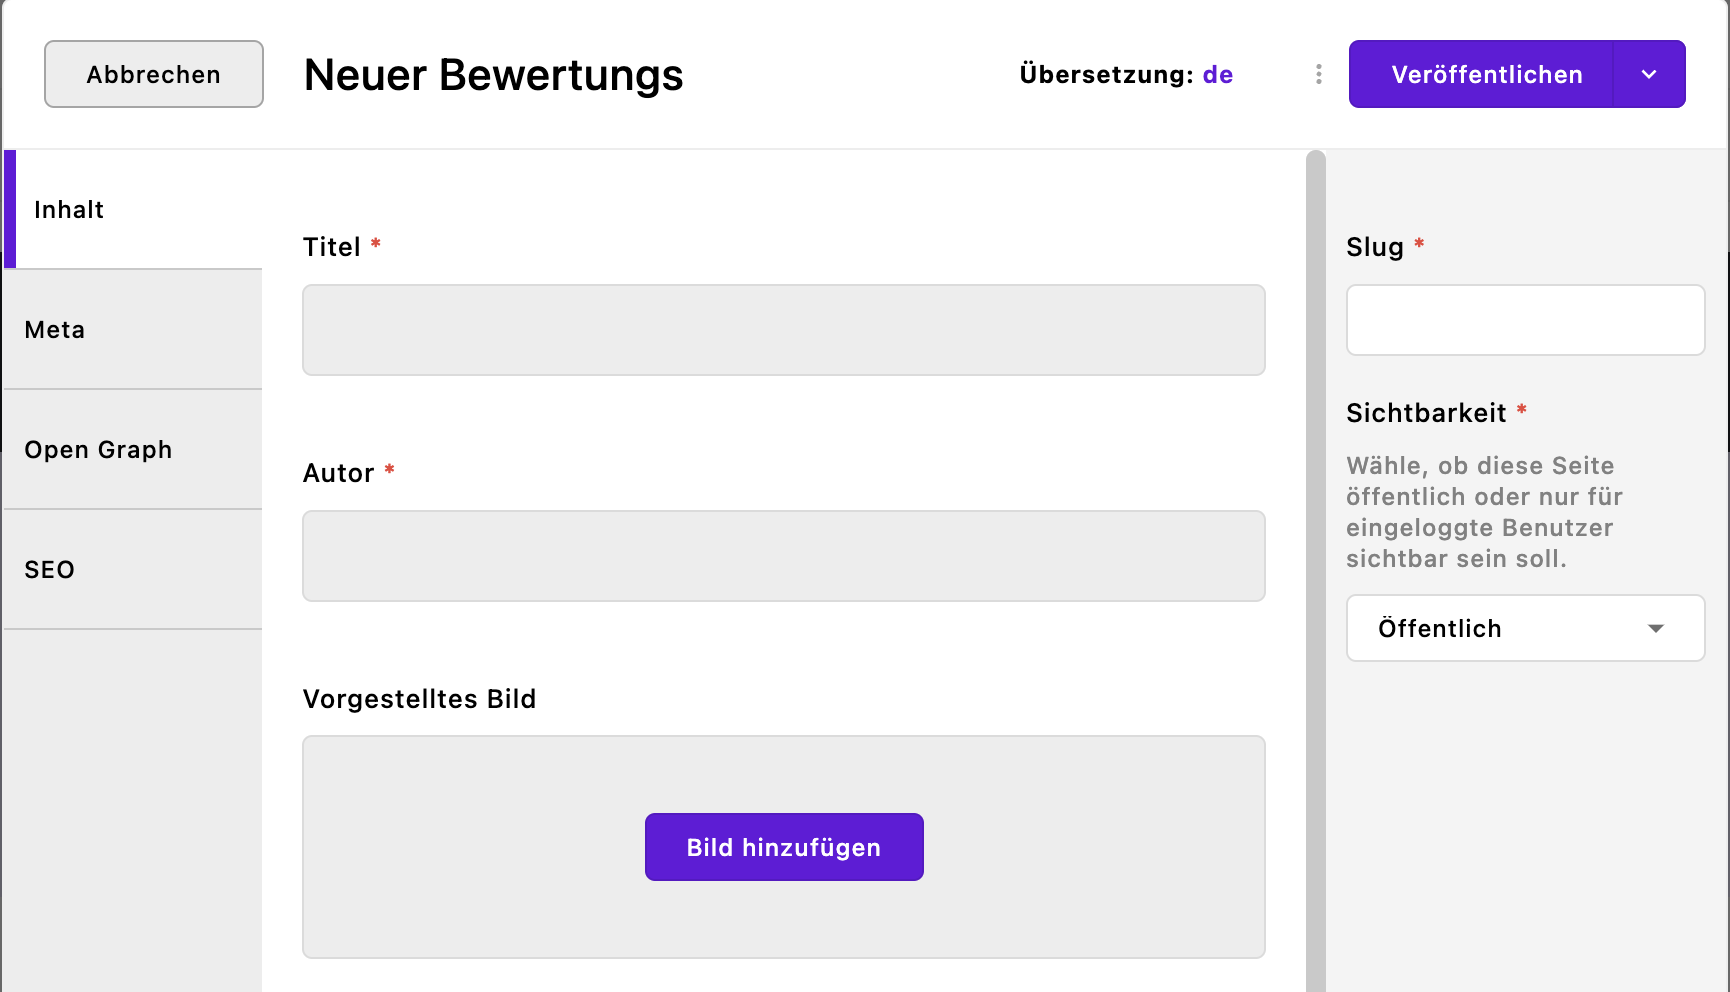 Abbrechen
Neuer Bewertungs
Übersetzung: de
Veröffentlichen
Inhalt
Meta
Open Graph
SEO
Titel *
Autor *
Vorgestelltes Bild
Bild hinzufügen
Slug *
Sichtbarkeit *
Wähle, ob diese Seite
öffentlich oder nur für
eingeloggte Benutzer
sichtbar sein soll.
Öffentlich